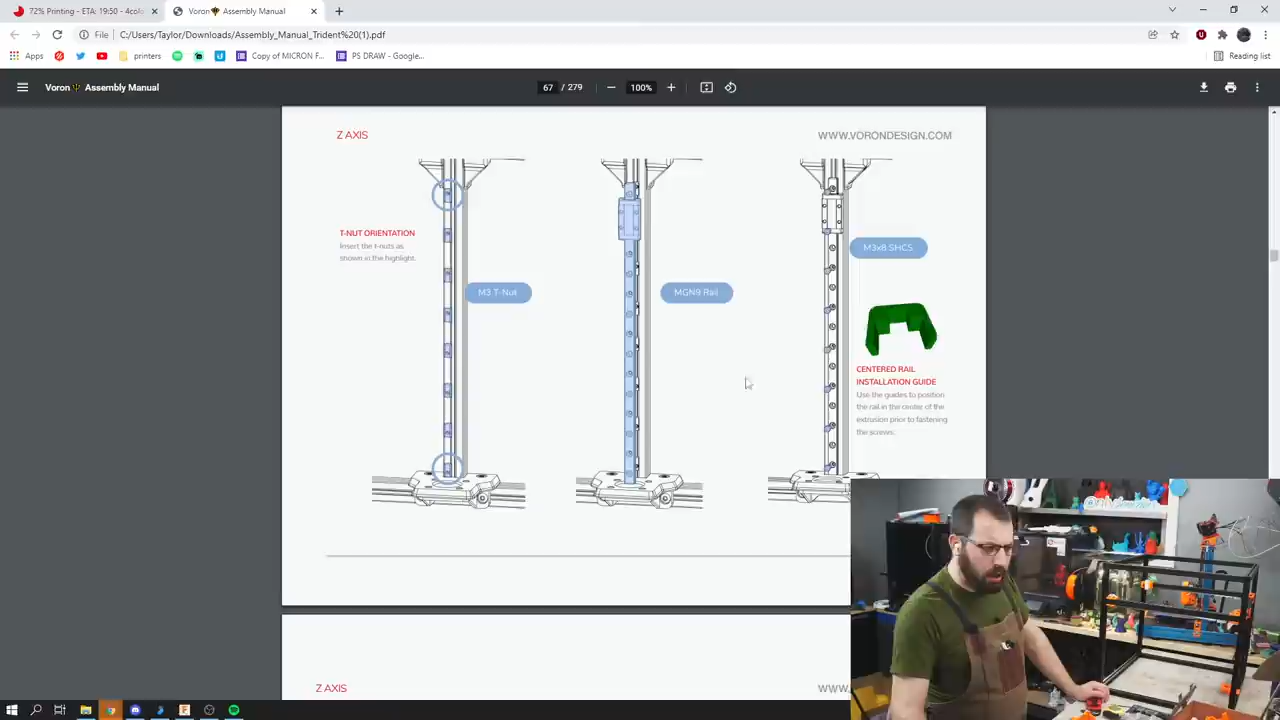 72% Printing - ETA: 19:50 - 4colo
Voron Assembly Manual
File
C:/Users/Taylor/Downloads/Assembly_Manual_Trident%20(1).pdf
Apps
printers
Copy of MICRON F...
PS DRAW - Google...
Reading list
Voron Assembly Manual
67 / 279
100%
Z AXIS
WWW.VORONDESIGN.COM
T-NUT ORIENTATION
Insert the t-nuts as
shown in the highlight.
M3 T-Nut
MGN9 Rail
M3x8 SHCS
CENTERED RAIL
INSTALLATION GUIDE
Use the guides to position
the rail in the center of the
extrusion prior to fastening
the screws.
Z AXIS
WWW.